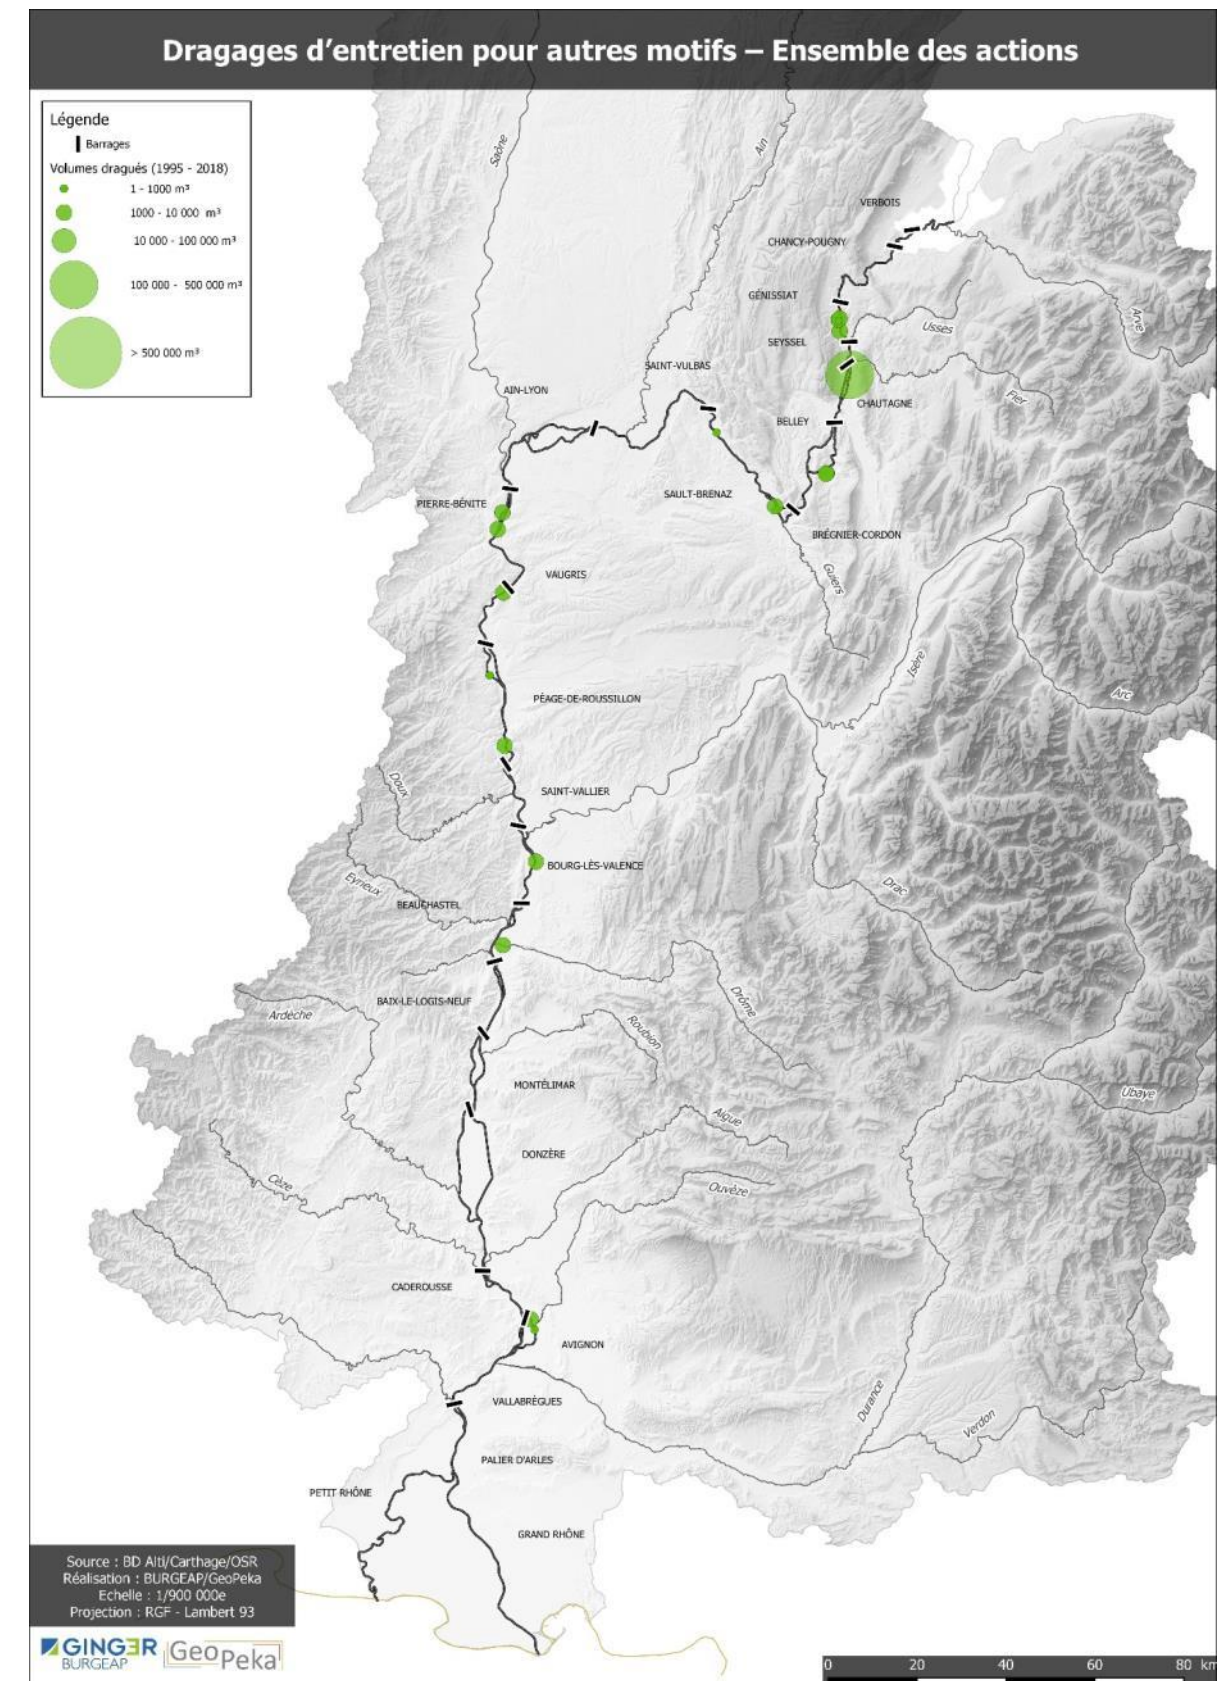 Dragages d'entretien pour autres motifs – Ensemble des actions
Légende
Barrages
Volumes dragués (1995 - 2018)
1 - 1000 m³
1000 - 10 000 m³
10 000 - 100 000 m³
100 000 - 500 000 m³
> 500 000 m³
Saône
Ain
VERBOIS
CHANCY-POUGNY
GÉNISSIAT
Arve
Usses
SEYSSEL
SAINT-VULBAS
AIN-LYON
Fier
CHAUTAGNE
BELLEY
SAULT-BRENAZ
PIERRE-BÉNITE
BRÉGNIER-CORDON
VAUGRIS
Guiers
Isère
Arc
PÉAGE-DE-ROUSSILLON
Doux
SAINT-VALLIER
BOURG-LÈS-VALENCE
Eyrieux
Drac
BEAUCHASTEL
BAIX-LE-LOGIS-NEUF
Drôme
Ardèche
Roubion
MONTÉLIMAR
Ubaye
Aigue
DONZÈRE
Cèze
Ouvèze
CADEROUSSE
AVIGNON
VALLABRÈGUES
Durance
Verdon
PALIER D'ARLES
PETIT RHÔNE
GRAND RHÔNE
Source : BD Alti/Carthage/OSR
Réalisation : BURGEAP/GeoPeka
Echelle : 1/900 000e
Projection : RGF - Lambert 93
GINGER
BURGEAP
GeoPeka
0 20 40 60 80 km